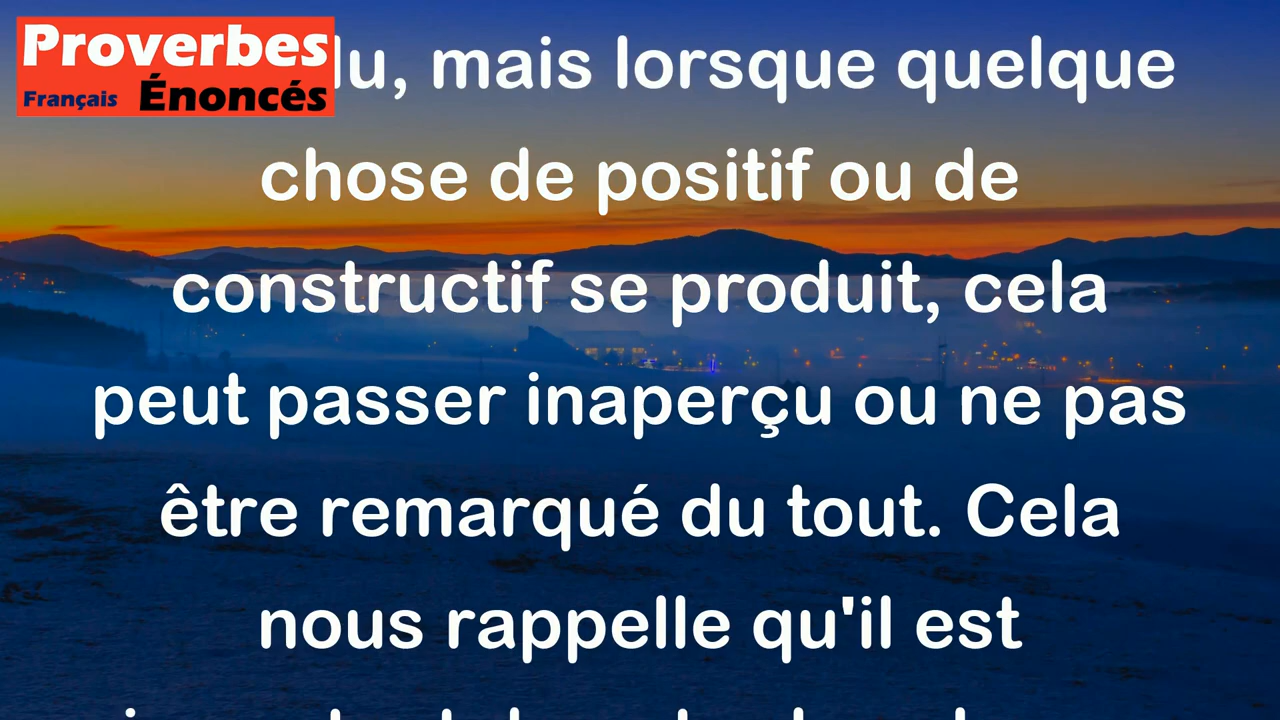 Proverbes
Français Énoncés
lu, mais lorsque quelque
chose de positif ou de
constructif se produit, cela
peut passer inaperçu ou ne pas
être remarqué du tout. Cela
nous rappelle qu'il est